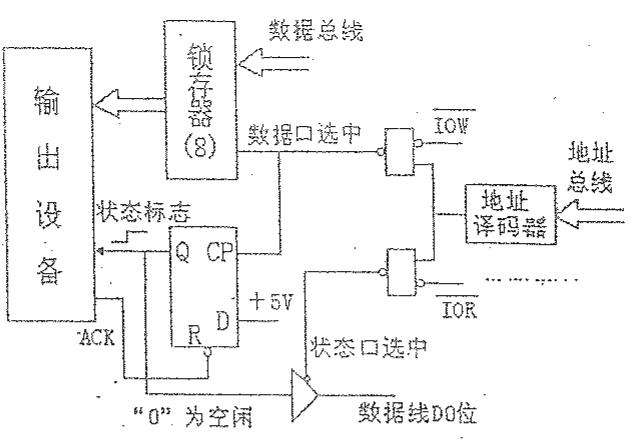 数据总线
锁存器(8)
输出设备
数据口选中
IOW
地址总线
地址译码器
状态标志
Q CP
+5V
D
R
IOR
ACK
状态口选中
“0”为空闲
数据线D0位